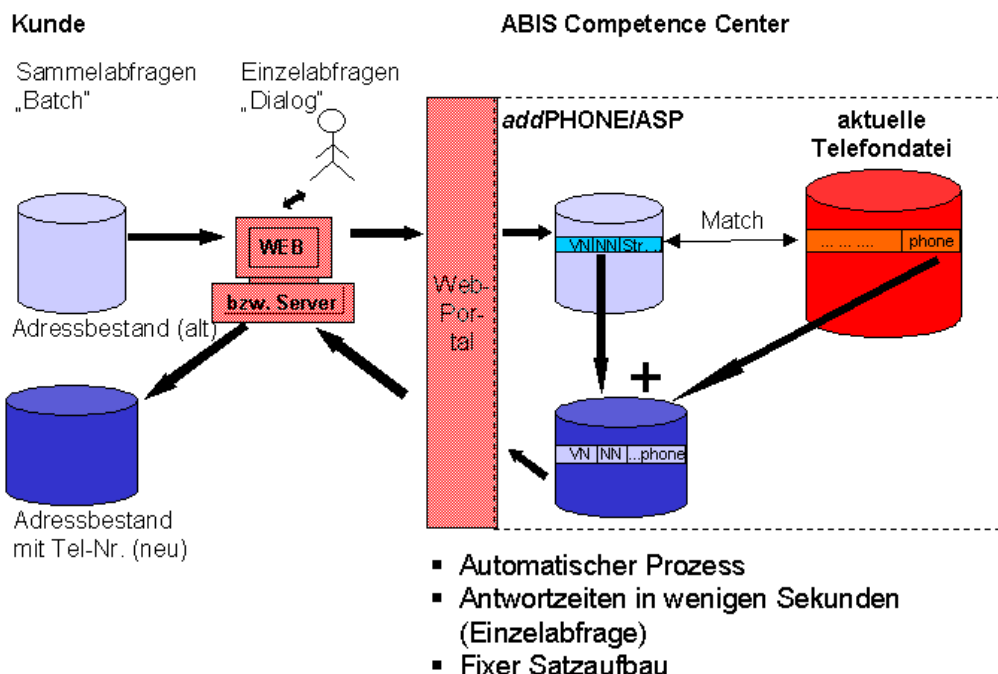 Kunde
ABIS Competence Center
Sammelabfragen
„Batch"
Einzelabfragen
„Dialog"
addPHONE/ASP
aktuelle
Telefondatei
WEB
bzw. Server
Adressbestand (alt)
Web-
Por-
tal
VN|NN|Str...
Match
... ... ....
phone
+
VN |NN |...phone
Adressbestand
mit Tel-Nr. (neu)
▪ Automatischer Prozess
▪ Antwortzeiten in wenigen Sekunden
(Einzelabfrage)
▪ Fixer Satzaufbau